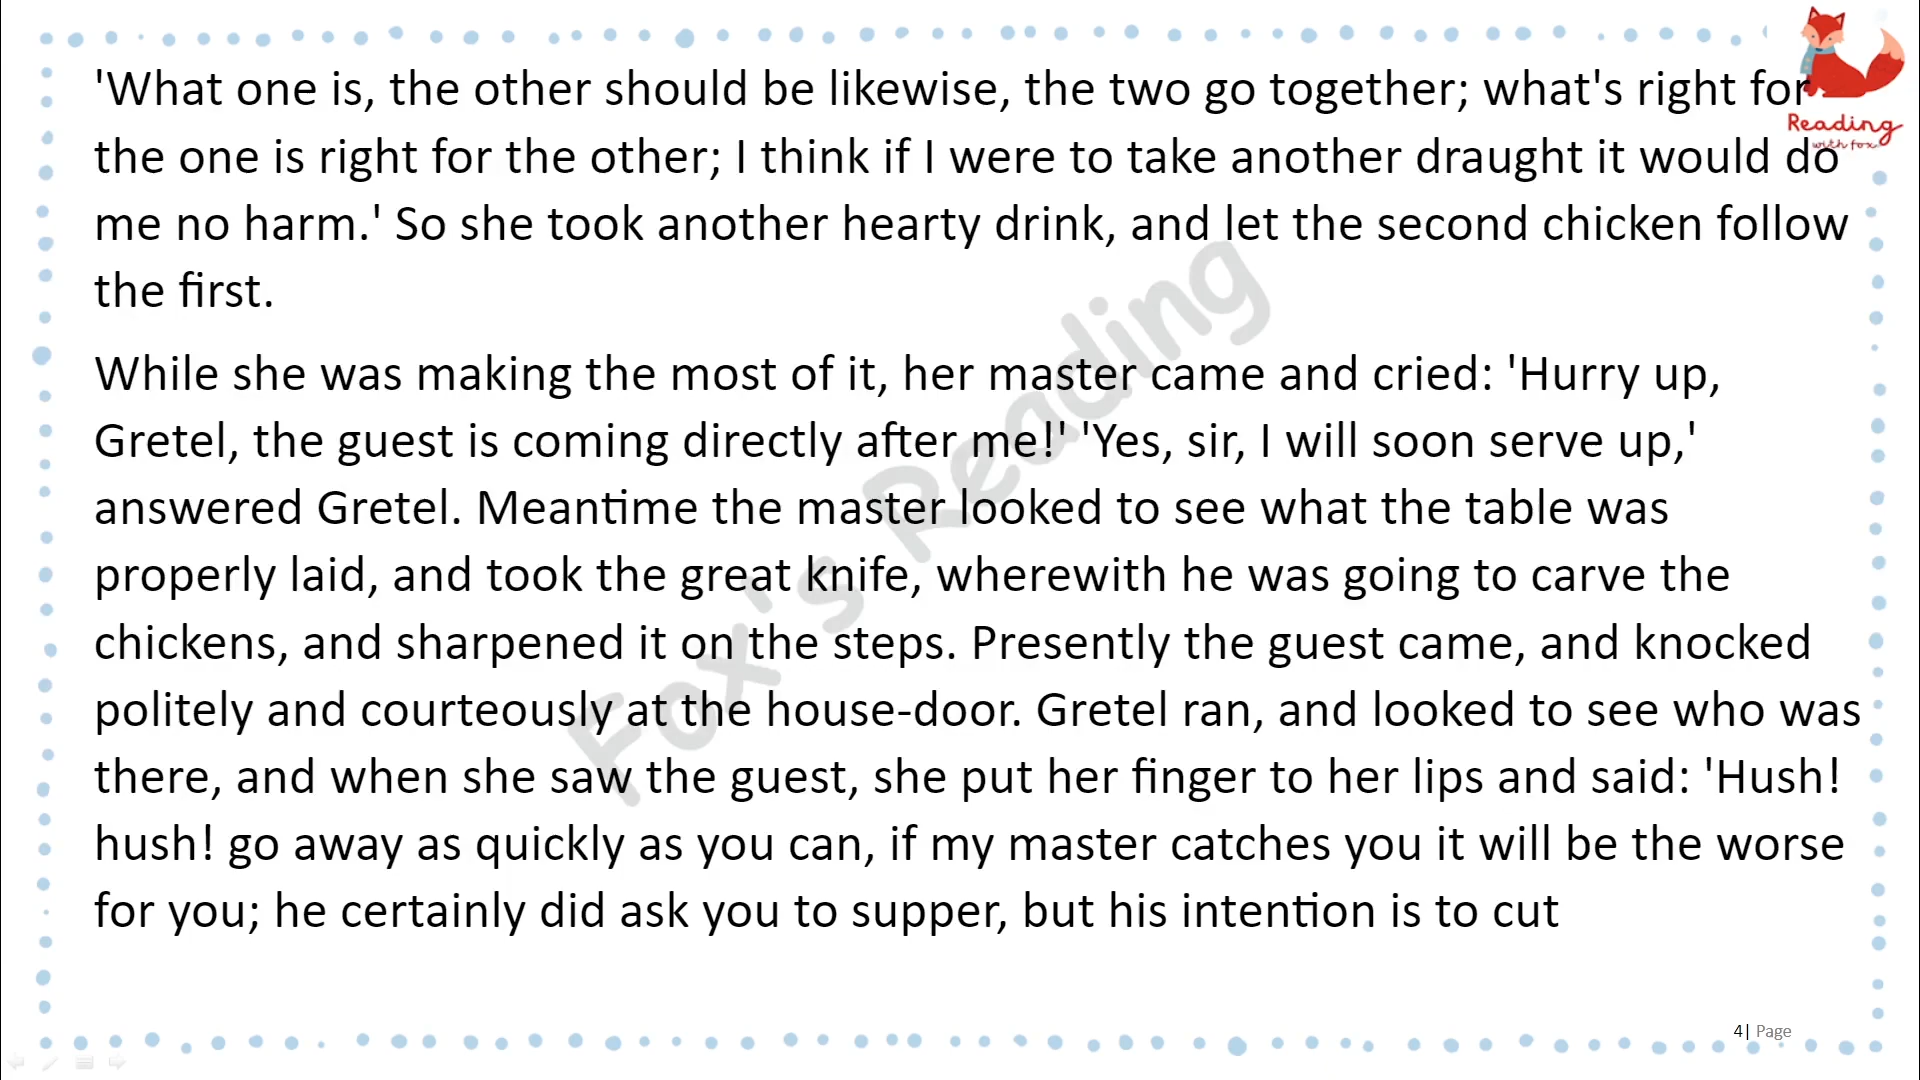 'What one is, the other should be likewise, the two go together; what's right for
the one is right for the other; I think if I were to take another draught it would do
me no harm.' So she took another hearty drink, and let the second chicken follow
the first.
While she was making the most of it, her master came and cried: 'Hurry up,
Gretel, the guest is coming directly after me!' 'Yes, sir, I will soon serve up,'
answered Gretel. Meantime the master looked to see what the table was
properly laid, and took the great knife, wherewith he was going to carve the
chickens, and sharpened it on the steps. Presently the guest came, and knocked
politely and courteously at the house-door. Gretel ran, and looked to see who was
there, and when she saw the guest, she put her finger to her lips and said: 'Hush!
hush! go away as quickly as you can, if my master catches you it will be the worse
for you; he certainly did ask you to supper, but his intention is to cut
Reading
with fox
Fox's Reading
4| Page